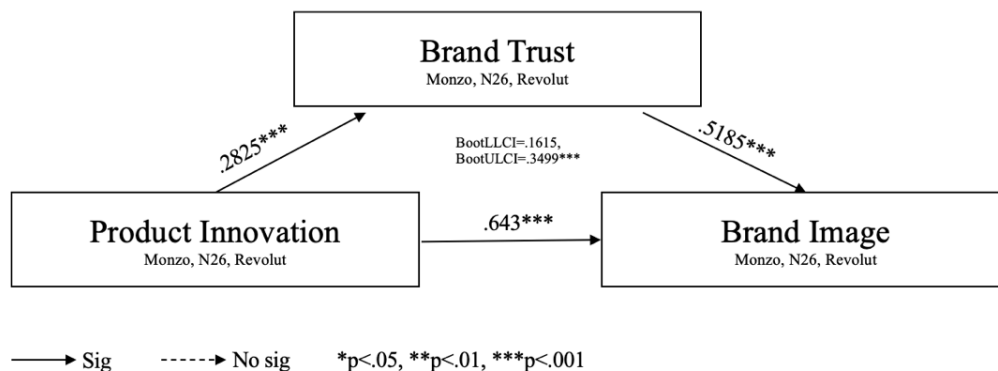 Brand Trust
Monzo, N26, Revolut
.2825***
BootLLCI=.1615,
BootULCI=.3499***
.5185***
Product Innovation
Monzo, N26, Revolut
.643***
Brand Image
Monzo, N26, Revolut
Sig
No sig
*p<.05, **p<.01, ***p<.001